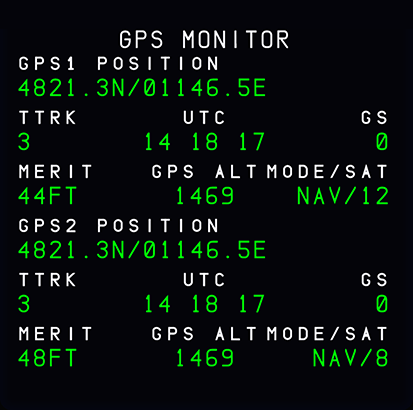 GPS MONITOR
GPS1 POSITION
4821.3N/01146.5E
TTRK UTC GS
3 14 18 17 0
MERIT GPS ALT MODE/SAT
44FT 1469 NAV/12
GPS2 POSITION
4821.3N/01146.5E
TTRK UTC GS
3 14 18 17 0
MERIT GPS ALT MODE/SAT
48FT 1469 NAV/8